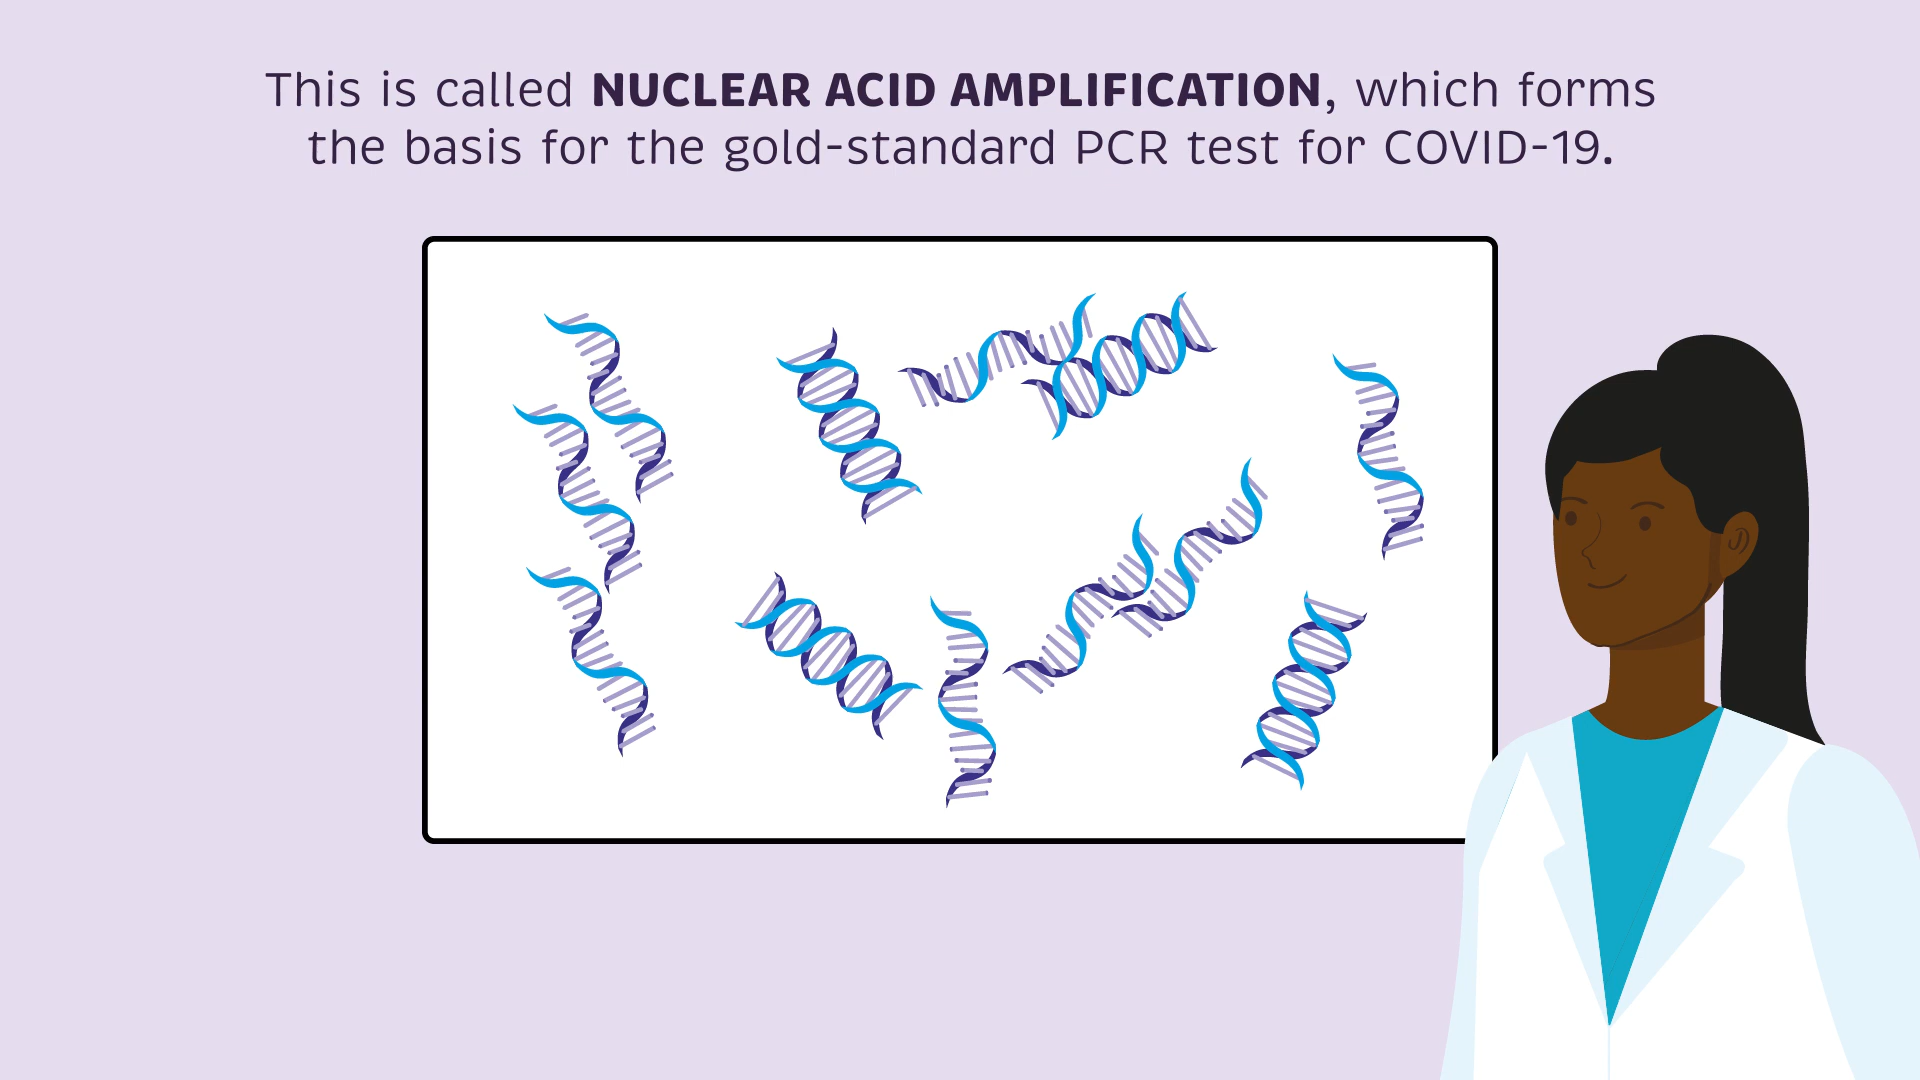 This is called NUCLEAR ACID AMPLIFICATION, which forms
the basis for the gold-standard PCR test for COVID-19.